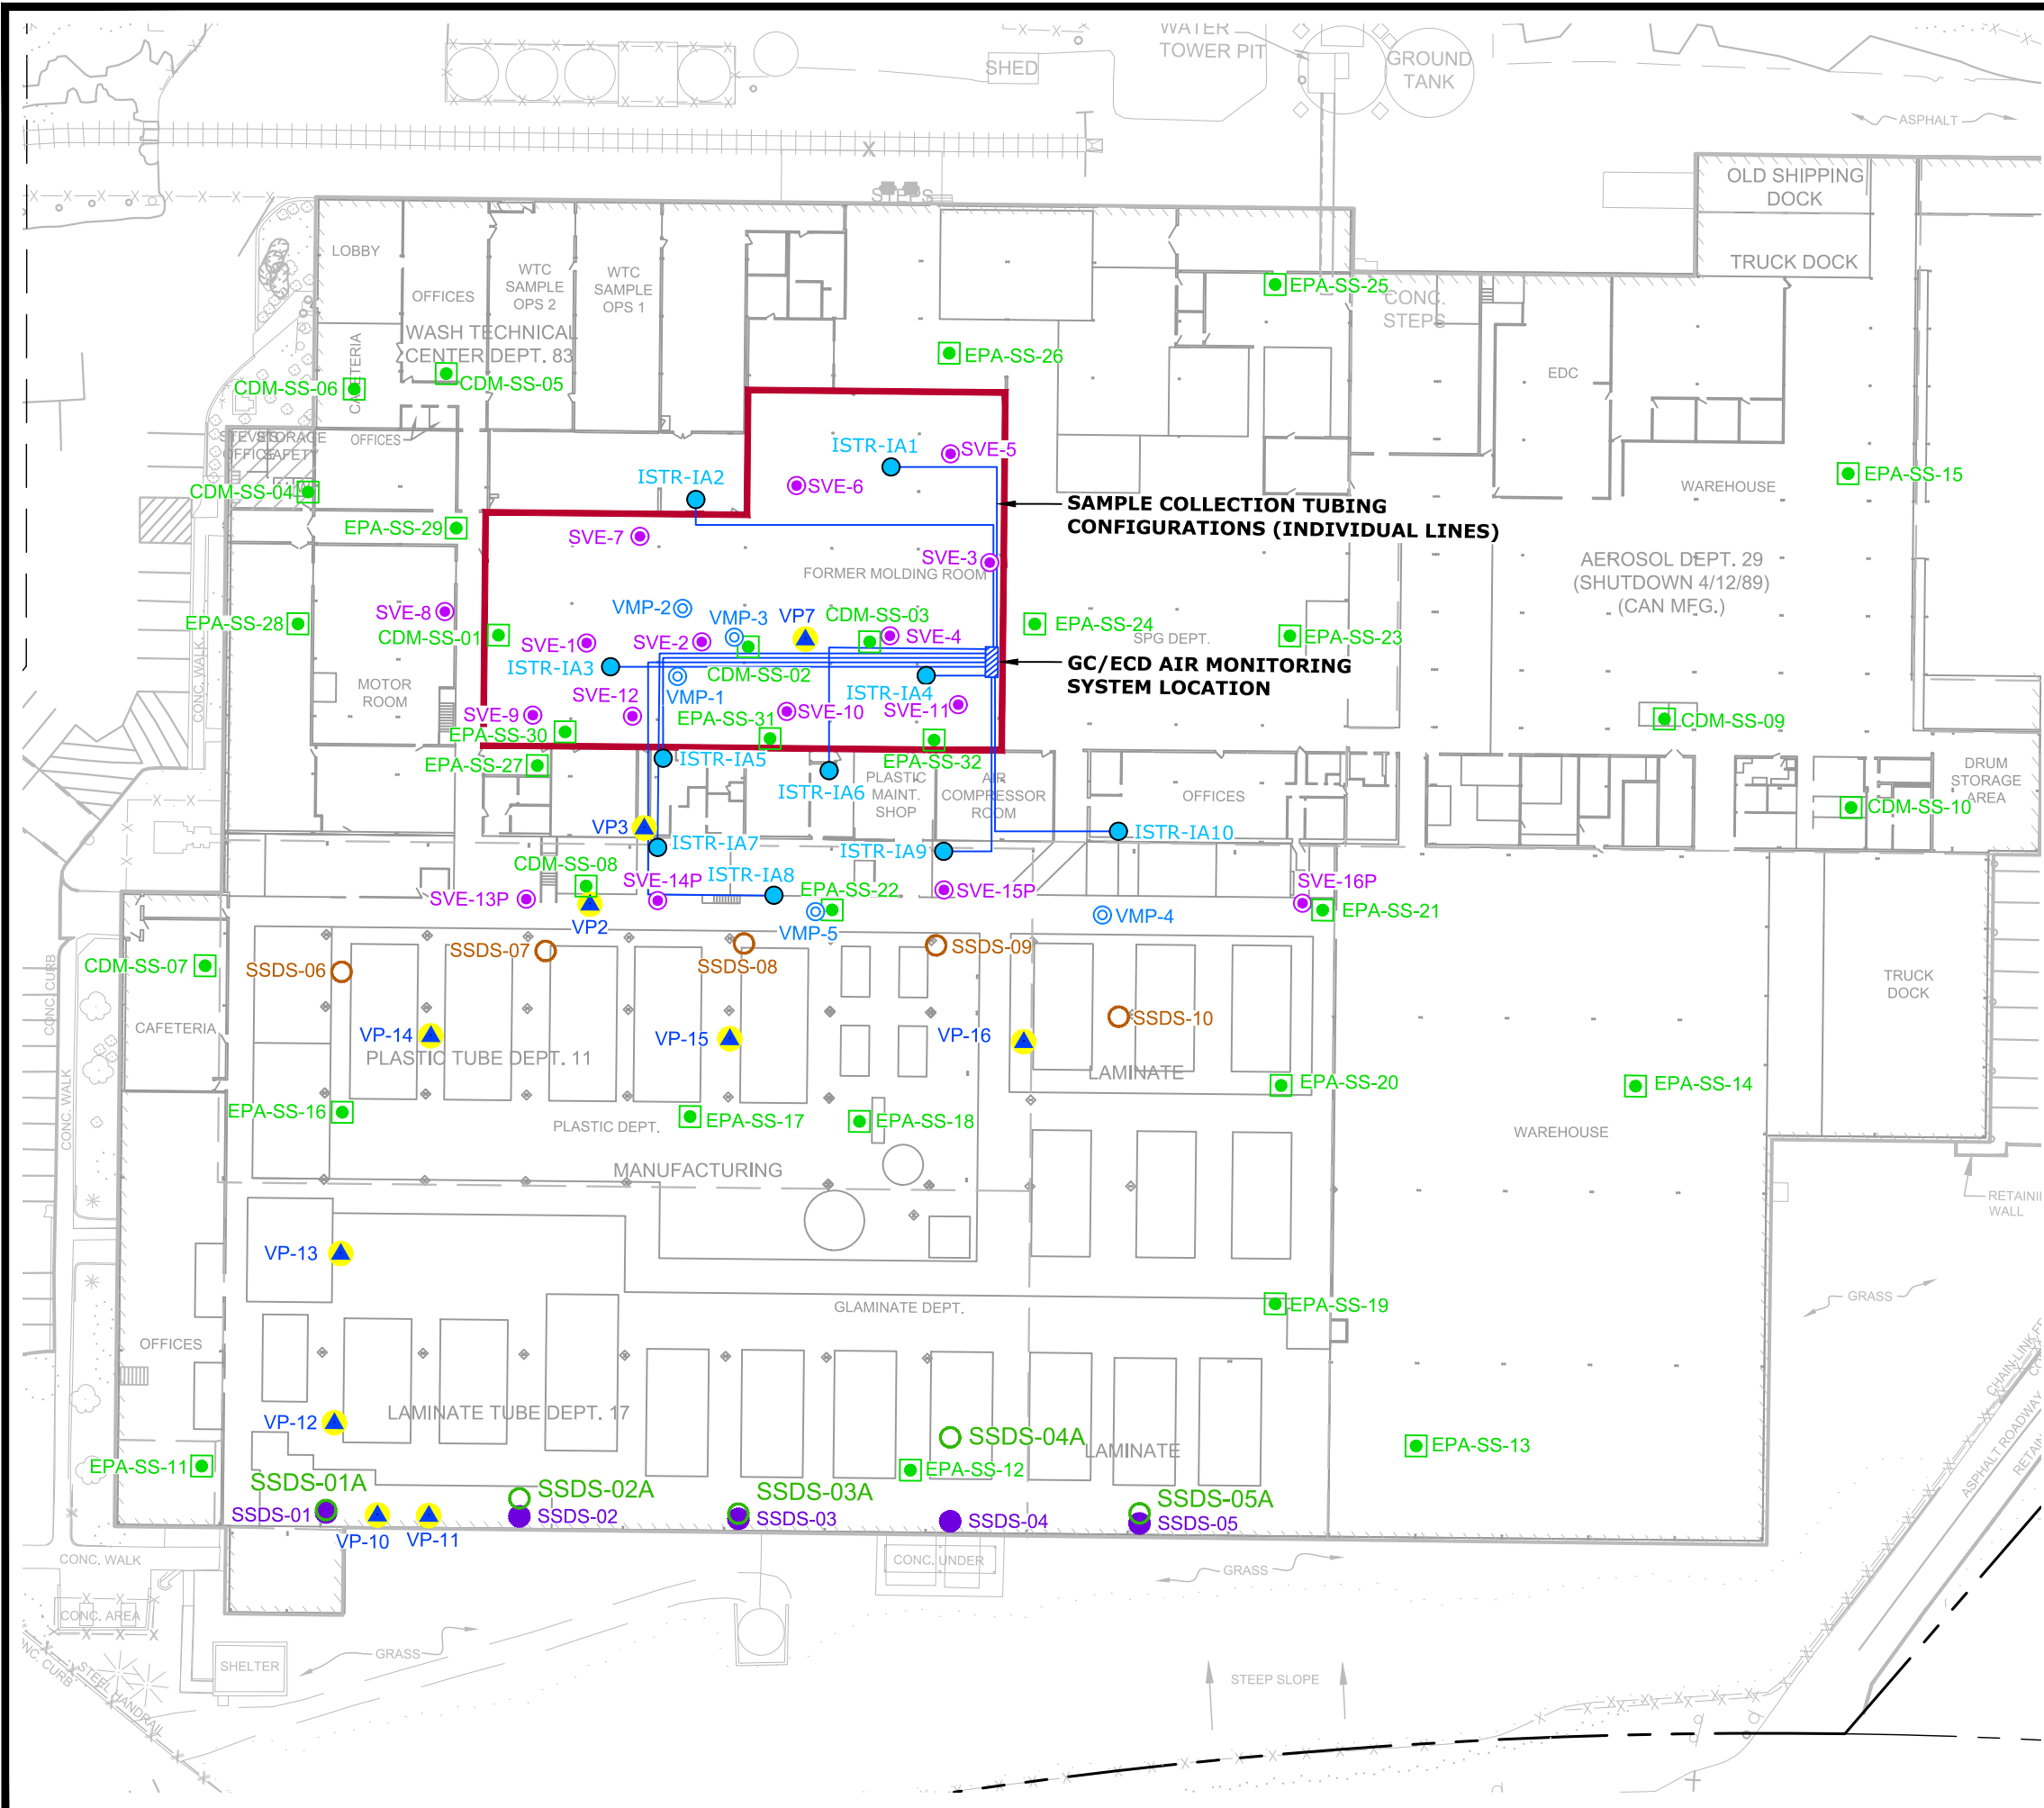 WATER
TOWER PIT
GROUND
TANK
SHED
ASPHALT
STEPS
OLD SHIPPING
DOCK
TRUCK DOCK
LOBBY
OFFICES
WTC
SAMPLE
OPS 2
WTC
SAMPLE
OPS 1
WASH TECHNICAL
CENTER DEPT. 83
CAFETERIA
EPA-SS-25
CONC.
STEPS
EPA-SS-26
EDC
CDM-SS-06
CDM-SS-05
STEVE'S
OFFICE
STORAGE
SAFETY
OFFICES
ISTR-IA1
SVE-5
ISTR-IA2
SVE-6
CDM-SS-04
EPA-SS-15
WAREHOUSE
SAMPLE COLLECTION TUBING
CONFIGURATIONS (INDIVIDUAL LINES)
EPA-SS-29
SVE-7
SVE-3
FORMER MOLDING ROOM
AEROSOL DEPT. 29
(SHUTDOWN 4/12/89)
(CAN MFG.)
SVE-8
VMP-2
VMP-3
VP7
CDM-SS-03
EPA-SS-28
CDM-SS-01
SVE-1
SVE-2
SVE-4
EPA-SS-24
SPG DEPT.
EPA-SS-23
ISTR-IA3
CDM-SS-02
GC/ECD AIR MONITORING
SYSTEM LOCATION
MOTOR
ROOM
CONC. WALK
VMP-1
ISTR-IA4
SVE-12
SVE-9
SVE-10
SVE-11
EPA-SS-31
EPA-SS-30
CDM-SS-09
EPA-SS-27
ISTR-IA5
ISTR-IA6
EPA-SS-32
PLASTIC
MAINT.
SHOP
AIR
COMPRESSOR
ROOM
OFFICES
DRUM
STORAGE
AREA
CDM-SS-10
VP3
ISTR-IA7
ISTR-IA9
ISTR-IA10
CDM-SS-08
SVE-14P
ISTR-IA8
EPA-SS-22
SVE-15P
SVE-16P
SVE-13P
VP2
VMP-5
VMP-4
EPA-SS-21
CDM-SS-07
SSDS-06
SSDS-07
SSDS-08
SSDS-09
TRUCK
DOCK
CONC. CURB
CAFETERIA
VP-14
VP-15
VP-16
SSDS-10
PLASTIC TUBE DEPT. 11
LAMINATE
EPA-SS-20
EPA-SS-14
CONC. WALK
EPA-SS-16
EPA-SS-17
EPA-SS-18
PLASTIC DEPT.
WAREHOUSE
MANUFACTURING
WALL
VP-13
GRASS
EPA-SS-19
GLAMINATE DEPT.
OFFICES
VP-12
LAMINATE TUBE DEPT. 17
SSDS-04A
LAMINATE
EPA-SS-13
EPA-SS-11
EPA-SS-12
ASPHALT ROADWAY
SSDS-01A
SSDS-02A
SSDS-03A
SSDS-05A
SSDS-01
SSDS-02
SSDS-03
SSDS-04
SSDS-05
VP-10
VP-11
CONC. WALK
CONC. UNDER
GRASS
CONC. AREA
GRASS
SHELTER
STEEL HANDRAIL
STEEP SLOPE